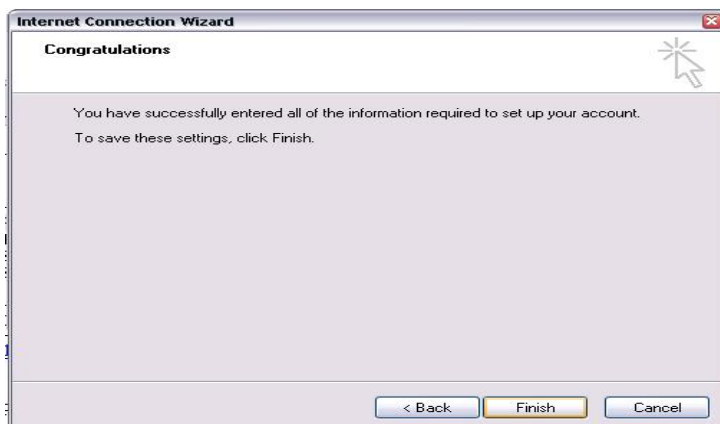 Internet Connection Wizard
Congratulations
You have successfully entered all of the information required to set up your account.
To save these settings, click Finish.
< Back Finish Cancel